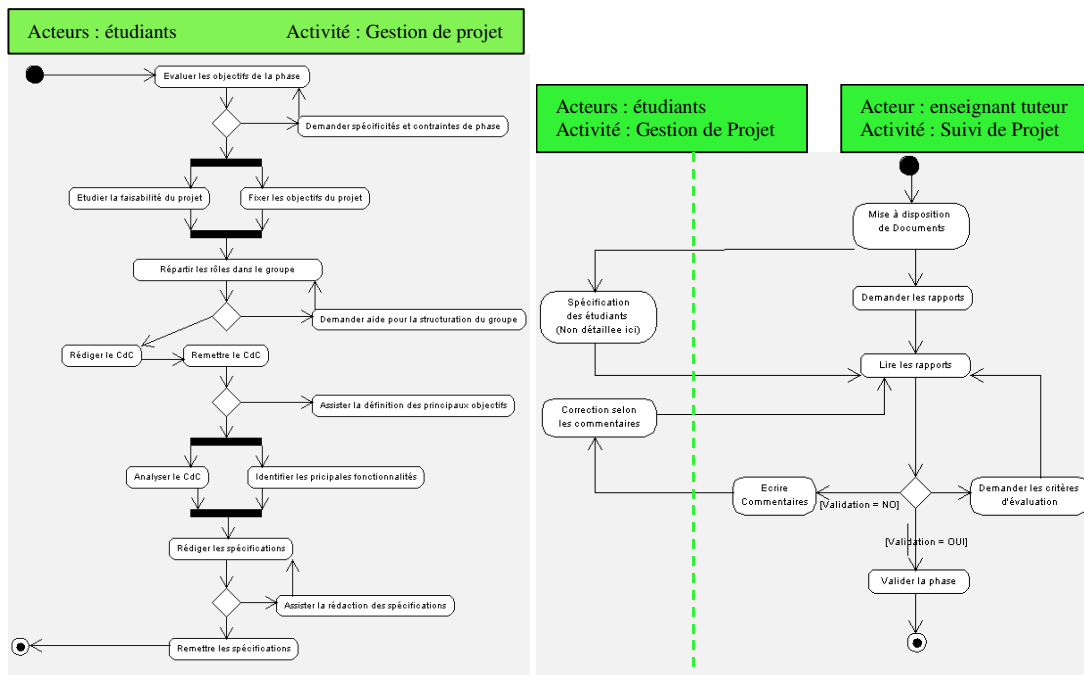 Acteurs : étudiants Activité : Gestion de projet
Evaluer les objectifs de la phase
Demander spécificités et contraintes de phase
Etudier la faisabilité du projet
Fixer les objectifs du projet
Répartir les rôles dans le groupe
Demander aide pour la structuration du groupe
Rédiger le CdC
Remettre le CdC
Assister la définition des principaux objectifs
Analyser le CdC
Identifier les pricipales fonctionnalités
Rédiger les spécifications
Assister la rédaction des spécifications
Remettre les spécifications
Acteurs : étudiants
Activité : Gestion de Projet
Acteur : enseignant tuteur
Activité : Suivi de Projet
Mise à disposition
de Documents
Demander les rapports
Spécification
des étudiants
(Non détaillee ici)
Lire les rapports
Correction selon
les commentaires
Ecrire
Commentaires
[Validation = NO]
Demander les critères
d'évaluation
[Validation = OUI]
Valider la phase